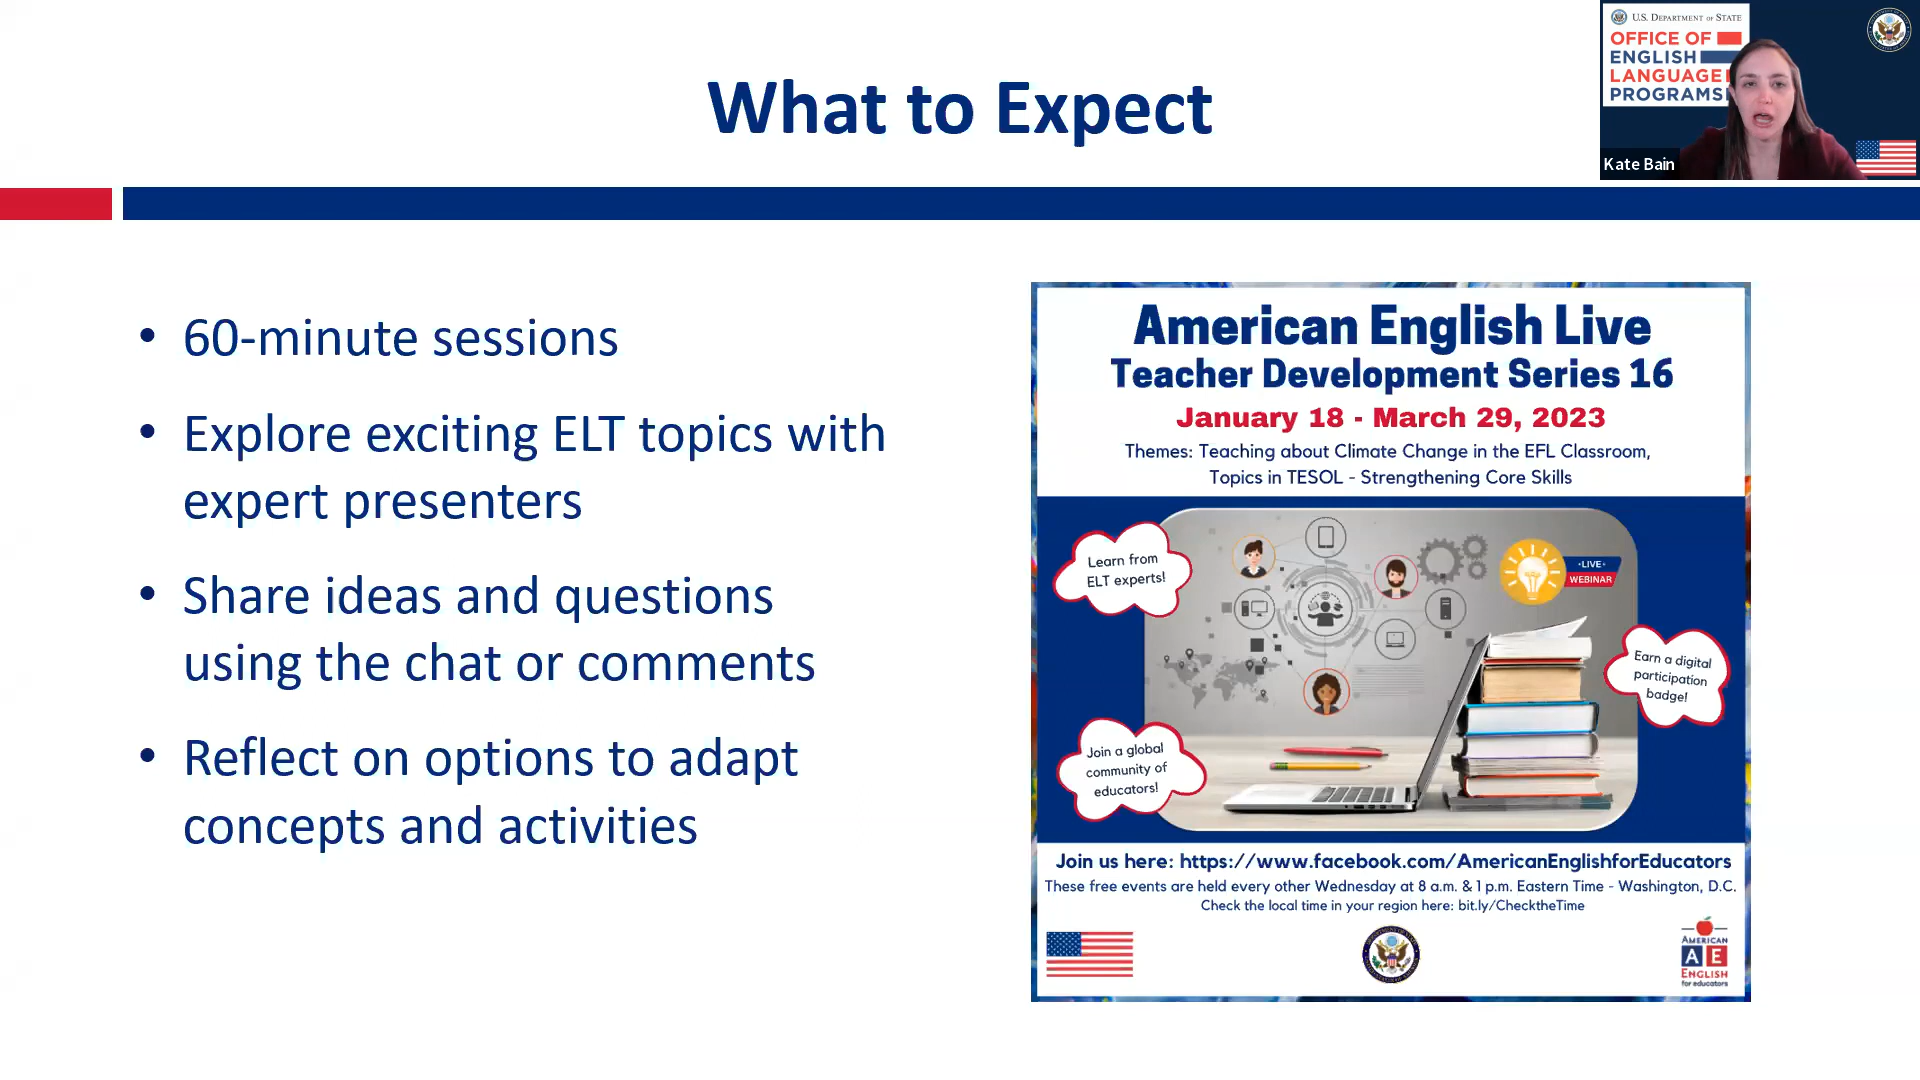 What to Expect
U.S. DEPARTMENT OF STATE
OFFICE OF
ENGLISH
LANGUAGE
PROGRAMS
Kate Bain
• 60-minute sessions
• Explore exciting ELT topics with
expert presenters
• Share ideas and questions
using the chat or comments
• Reflect on options to adapt
concepts and activities
American English Live
Teacher Development Series 16
January 18 - March 29, 2023
Themes: Teaching about Climate Change in the EFL Classroom,
Topics in TESOL - Strengthening Core Skills
Learn from
ELT experts!
•LIVE•
WEBINAR
Earn a digital
participation
badge!
Join a global
community of
educators!
Join us here: https://www.facebook.com/AmericanEnglishforEducators
These free events are held every other Wednesday at 8 a.m. & 1 p.m. Eastern Time - Washington, D.C.
Check the local time in your region here: bit.ly/ChecktheTime
AMERICAN
AE
ENGLISH
for educators